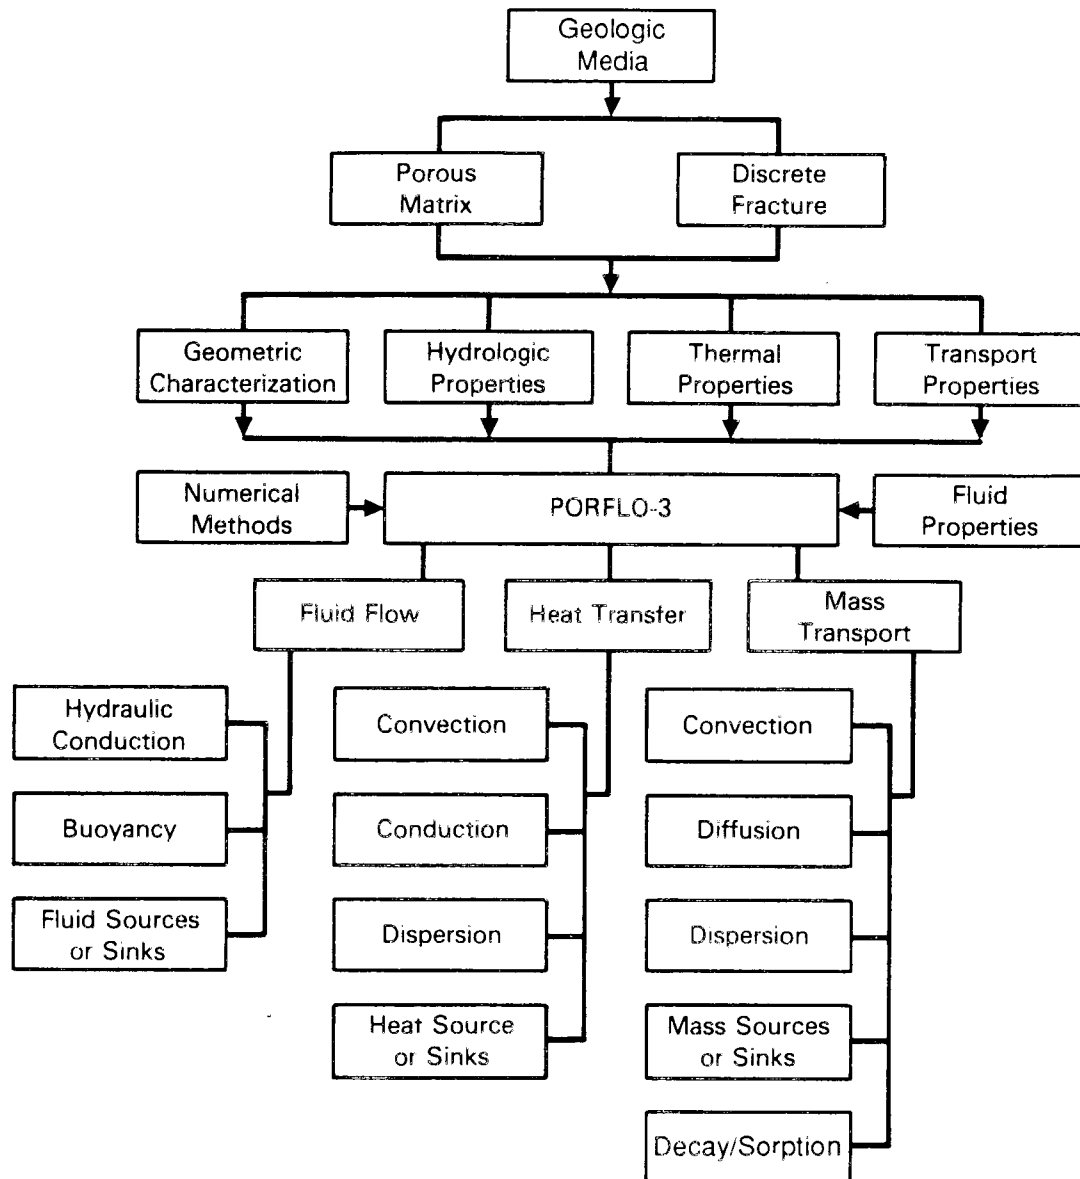 Geologic
Media
Porous
Matrix
Discrete
Fracture
Geometric
Characterization
Hydrologic
Properties
Thermal
Properties
Transport
Properties
Numerical
Methods
PORFLO-3
Fluid
Properties
Fluid Flow
Heat Transfer
Mass
Transport
Hydraulic
Conduction
Buoyancy
Fluid Sources
or Sinks
Convection
Conduction
Dispersion
Heat Source
or Sinks
Convection
Diffusion
Dispersion
Mass Sources
or Sinks
Decay/Sorption